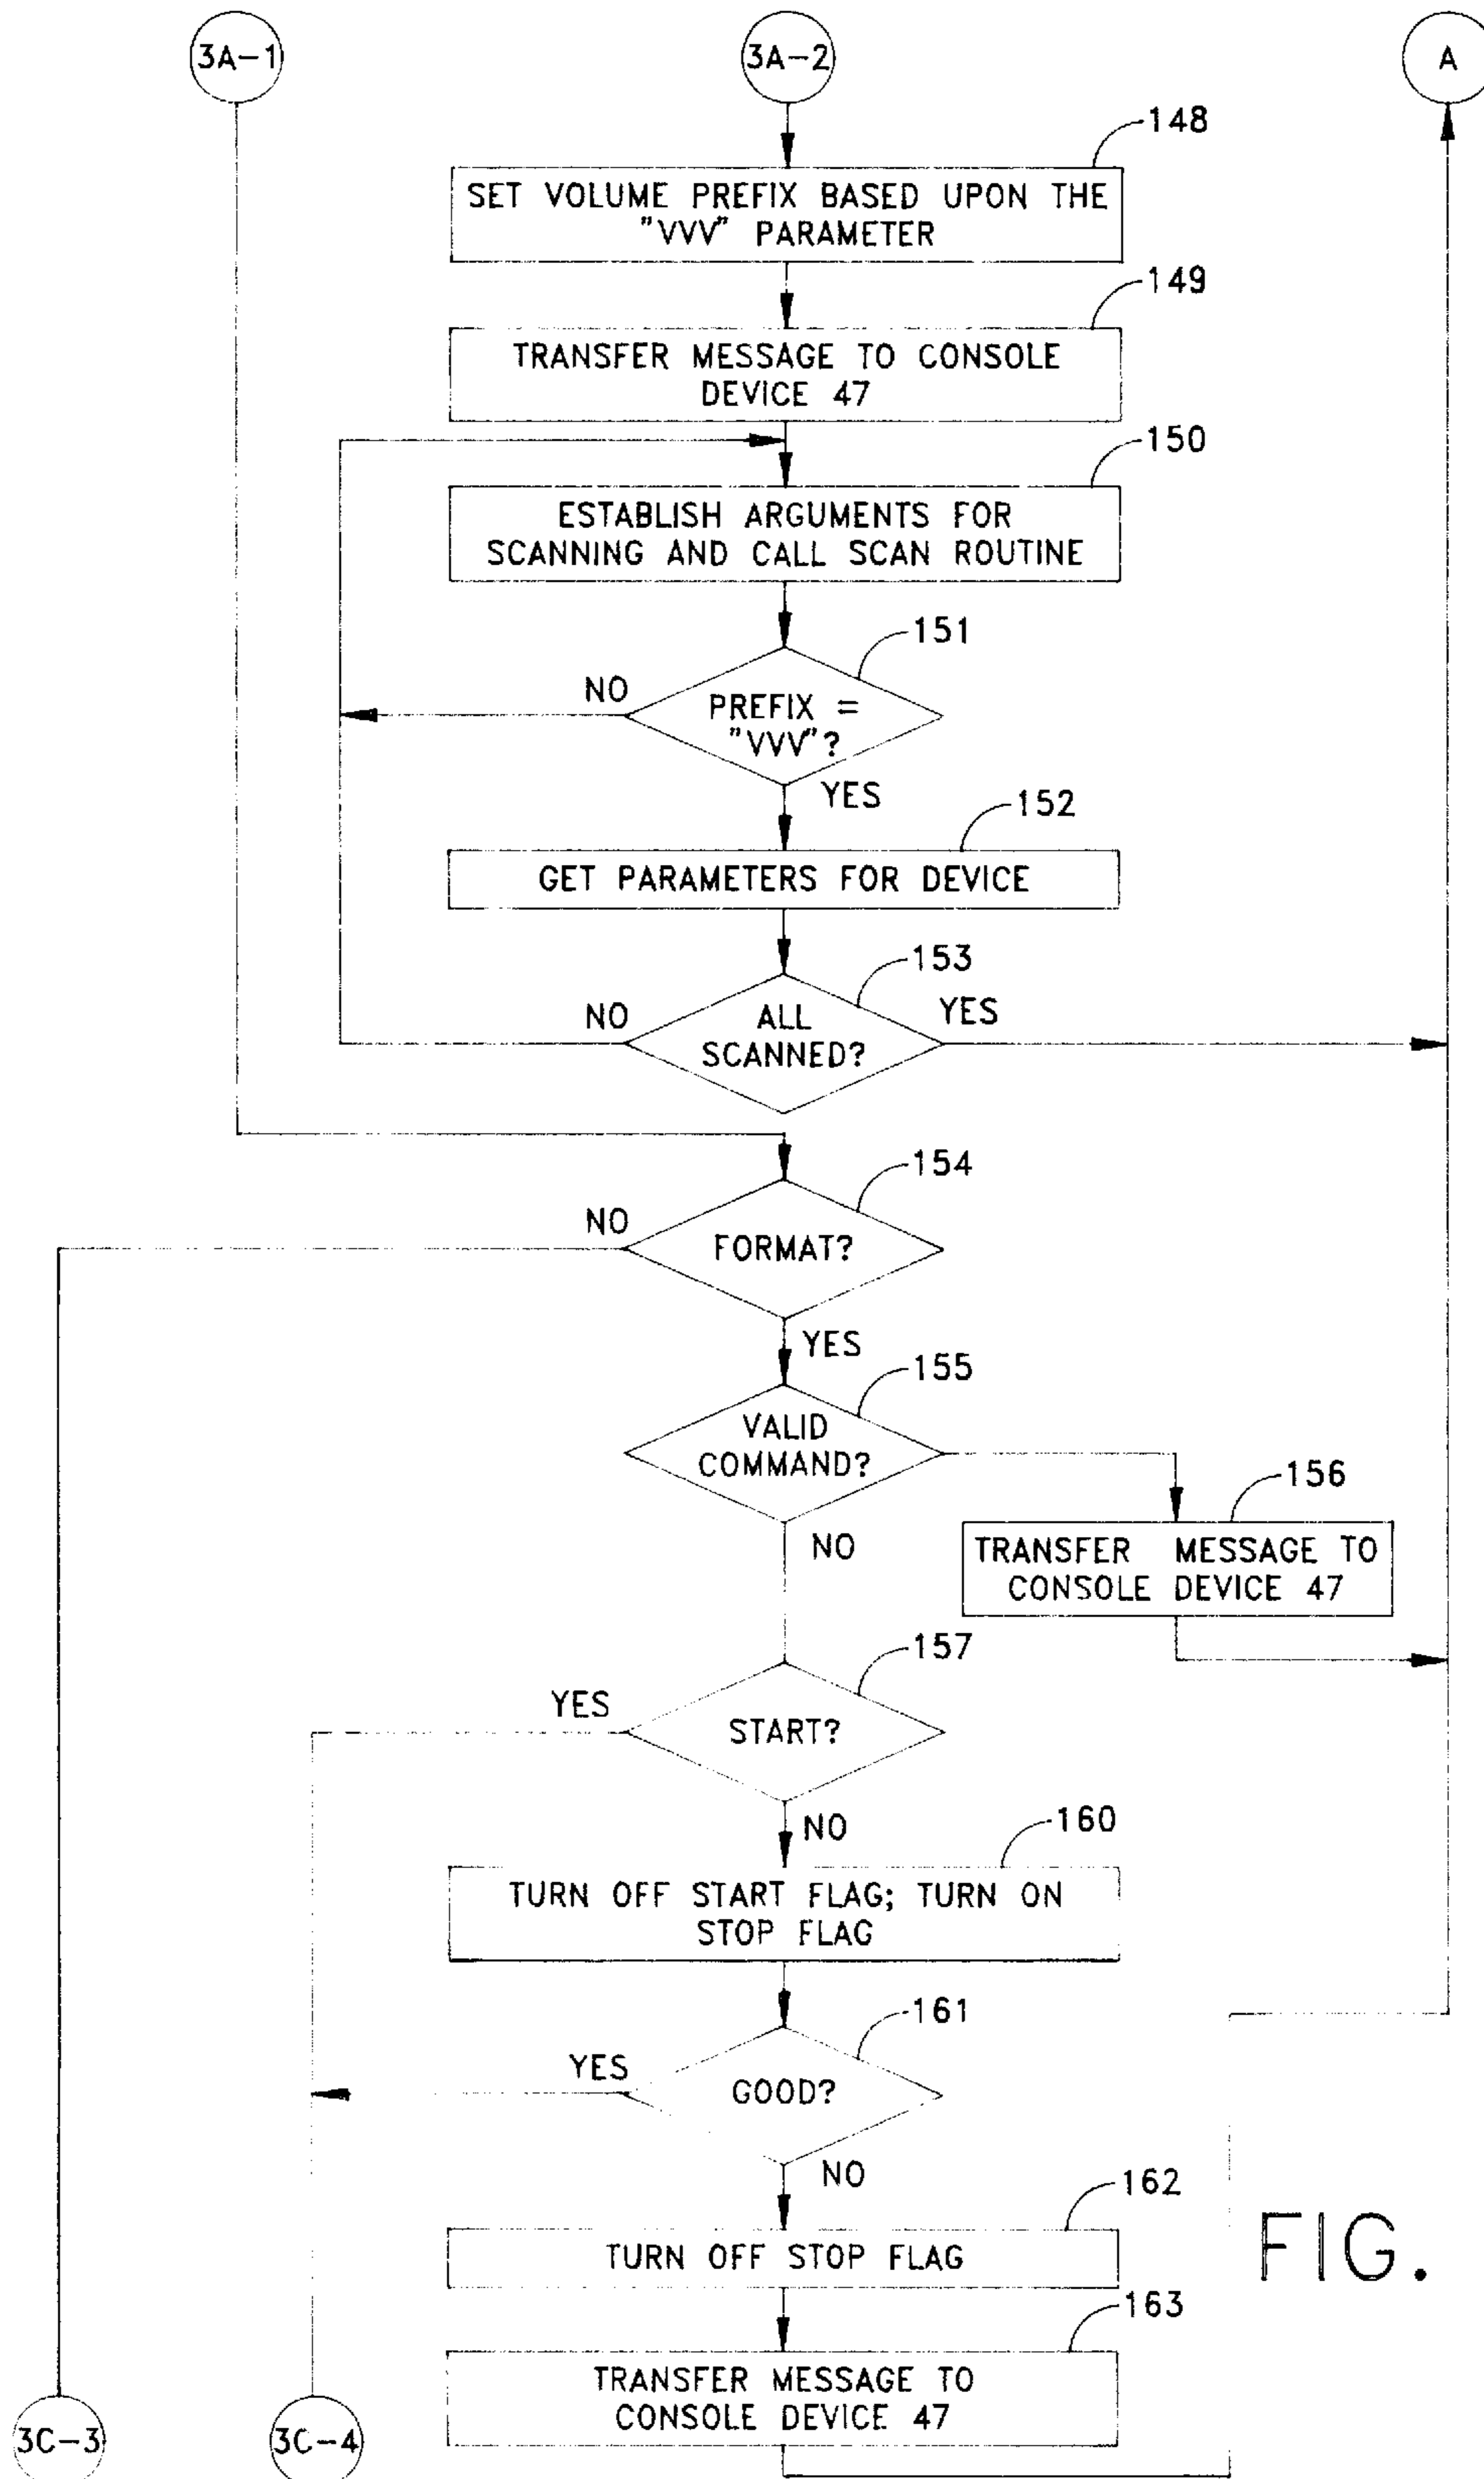 3A-1
3A-2
A
148
SET VOLUME PREFIX BASED UPON THE
"VVV" PARAMETER
149
TRANSFER MESSAGE TO CONSOLE
DEVICE 47
150
ESTABLISH ARGUMENTS FOR
SCANNING AND CALL SCAN ROUTINE
151
NO
PREFIX =
"VVV"?
YES
152
GET PARAMETERS FOR DEVICE
153
NO
ALL
SCANNED?
YES
154
NO
FORMAT?
YES
155
VALID
COMMAND?
156
NO
TRANSFER MESSAGE TO
CONSOLE DEVICE 47
157
YES
START?
NO
160
TURN OFF START FLAG; TURN ON
STOP FLAG
161
YES
GOOD?
NO
162
TURN OFF STOP FLAG
FIG.
163
TRANSFER MESSAGE TO
CONSOLE DEVICE 47
3C-3
3C-4